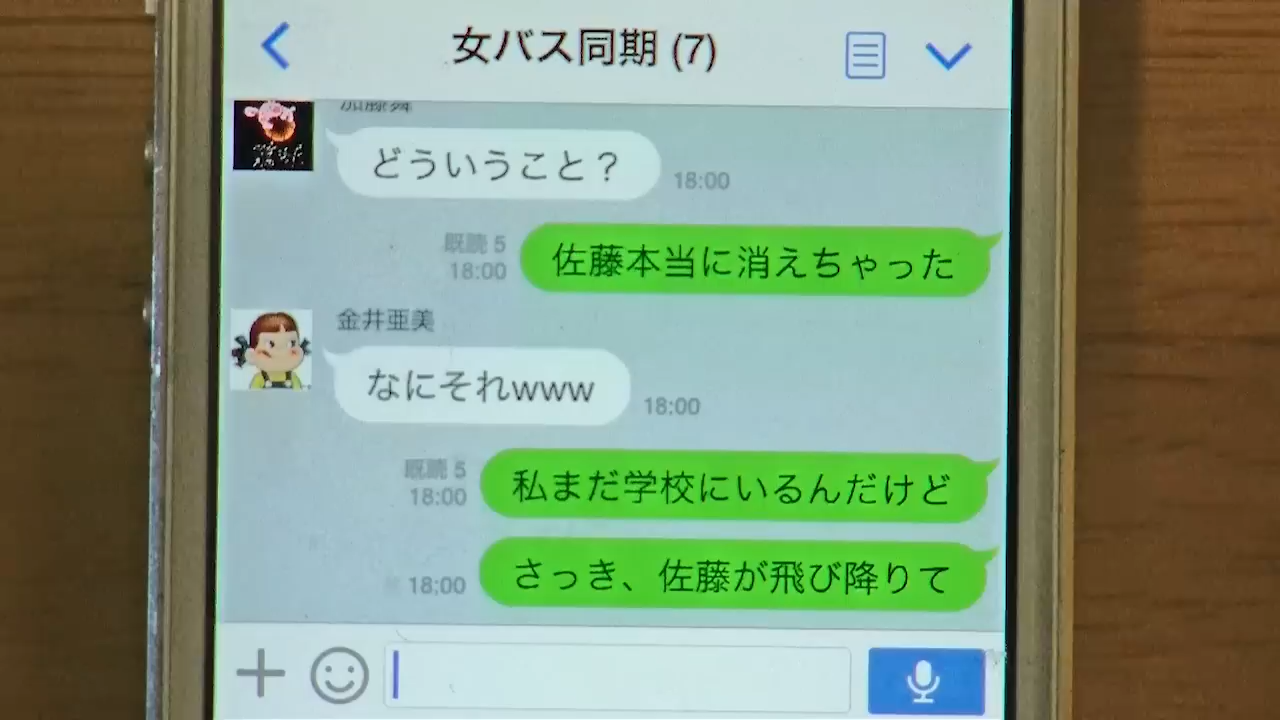 女バス同期 (7)
加藤舞
どういうこと？
18:00
既読 5
18:00
佐藤本当に消えちゃった
金井亜美
なにそれwww
18:00
既読 5
18:00
私まだ学校にいるんだけど
18:00
さっき、佐藤が飛び降りて